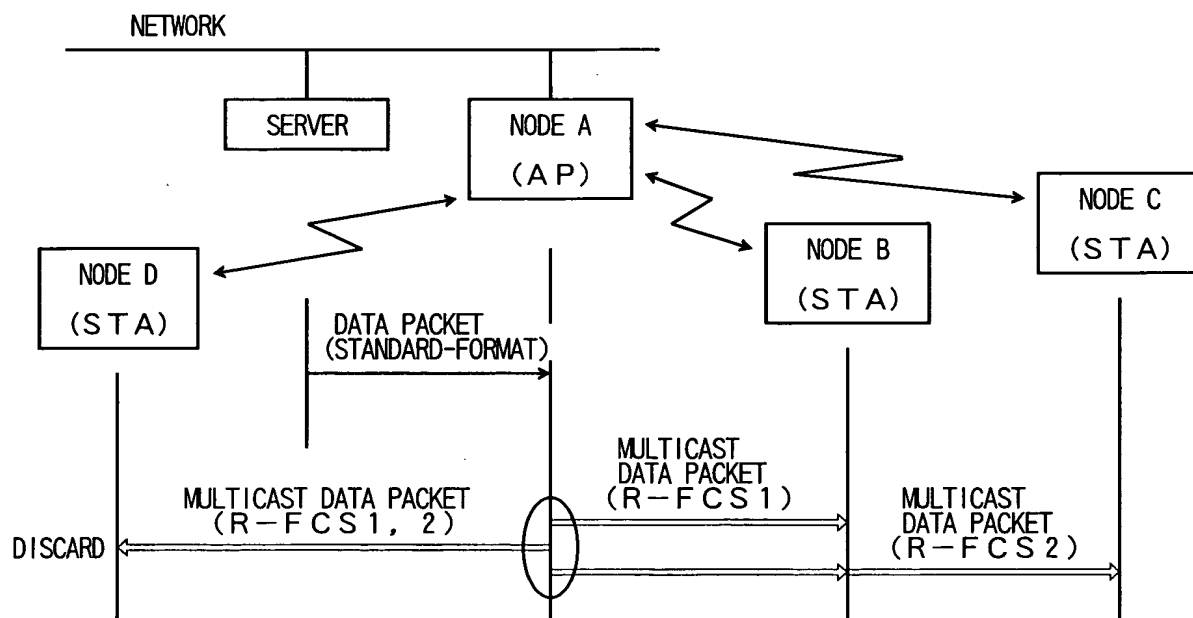 NETWORK
SERVER
NODE A
(AP)
NODE C
(STA)
NODE B
(STA)
NODE D
(STA)
DATA PACKET
(STANDARD-FORMAT)
MULTICAST
DATA PACKET
(R-FCS1)
MULTICAST DATA PACKET
(R-FCS1, 2)
MULTICAST
DATA PACKET
(R-FCS2)
DISCARD